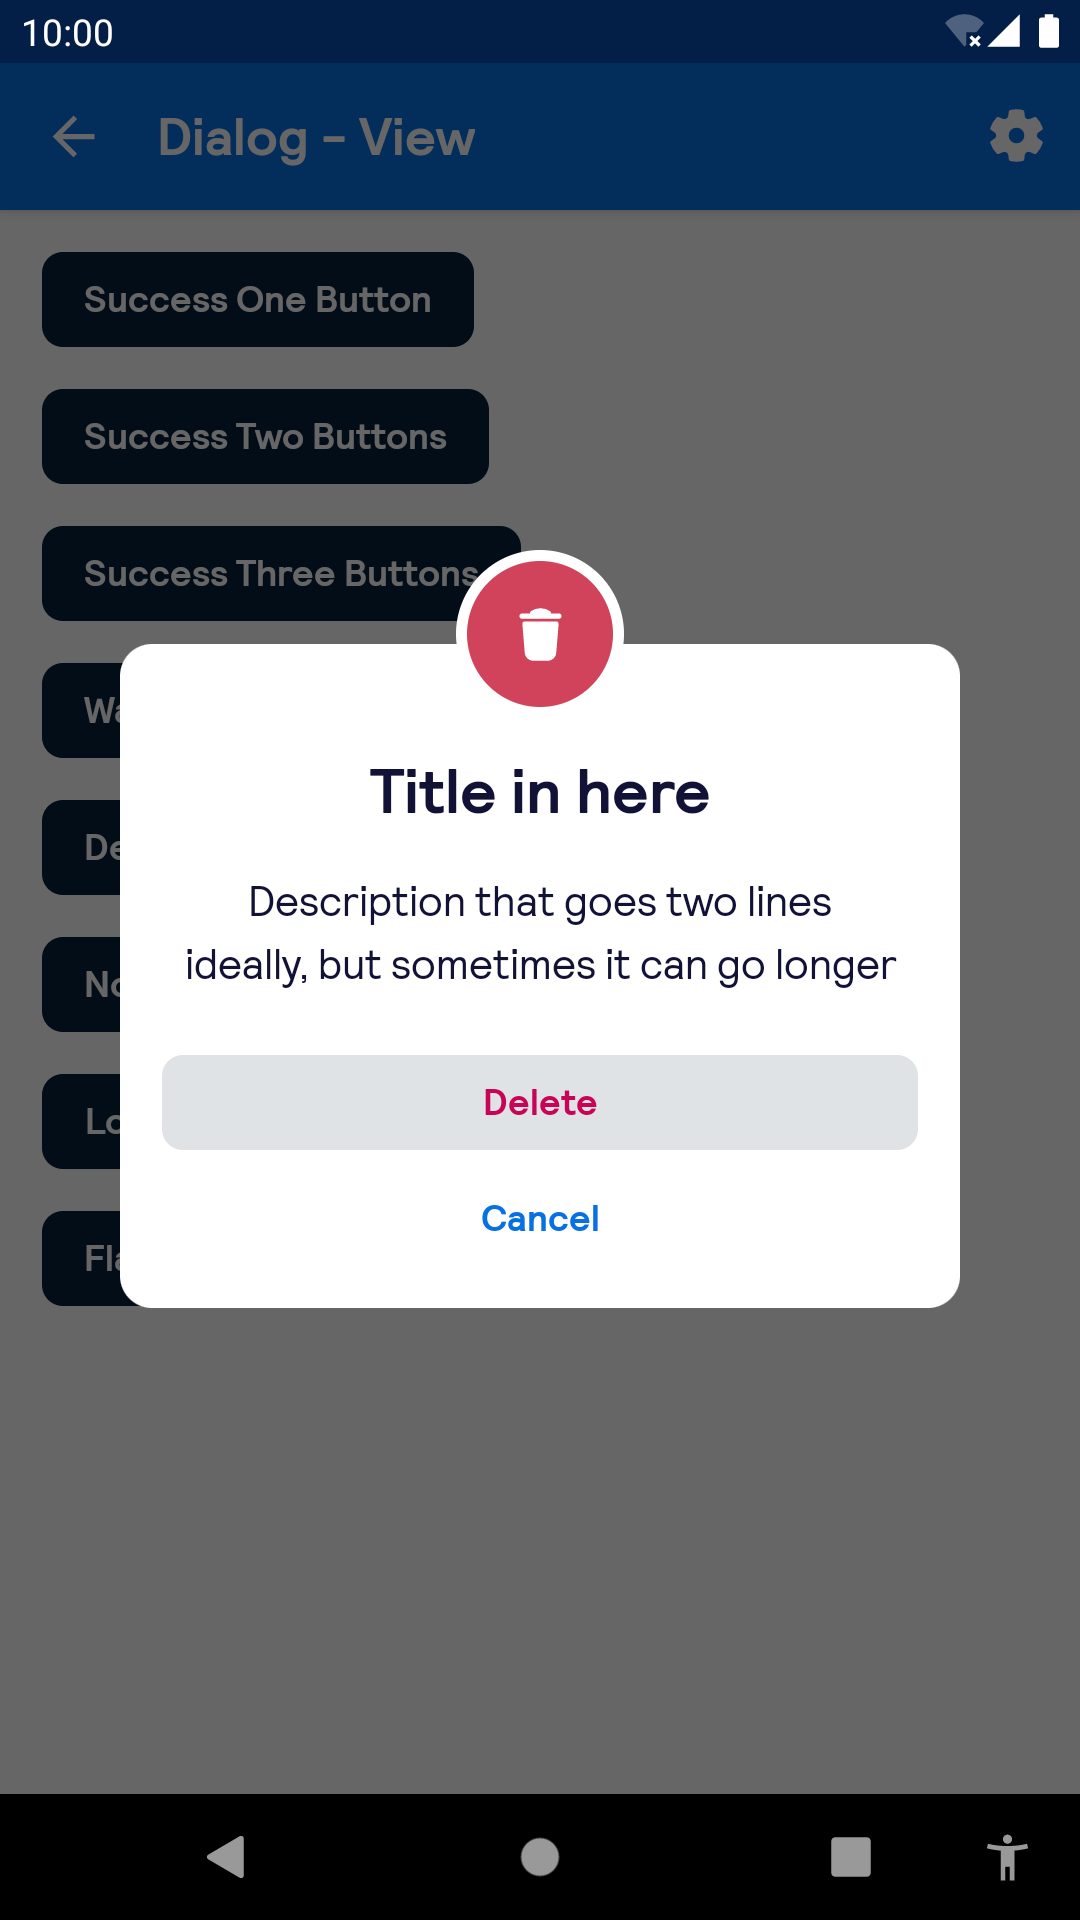 10:00
Dialog - View
Success One Button
Success Two Buttons
Success Three Buttons
Title in here
Description that goes two lines
ideally, but sometimes it can go longer
Delete
Cancel